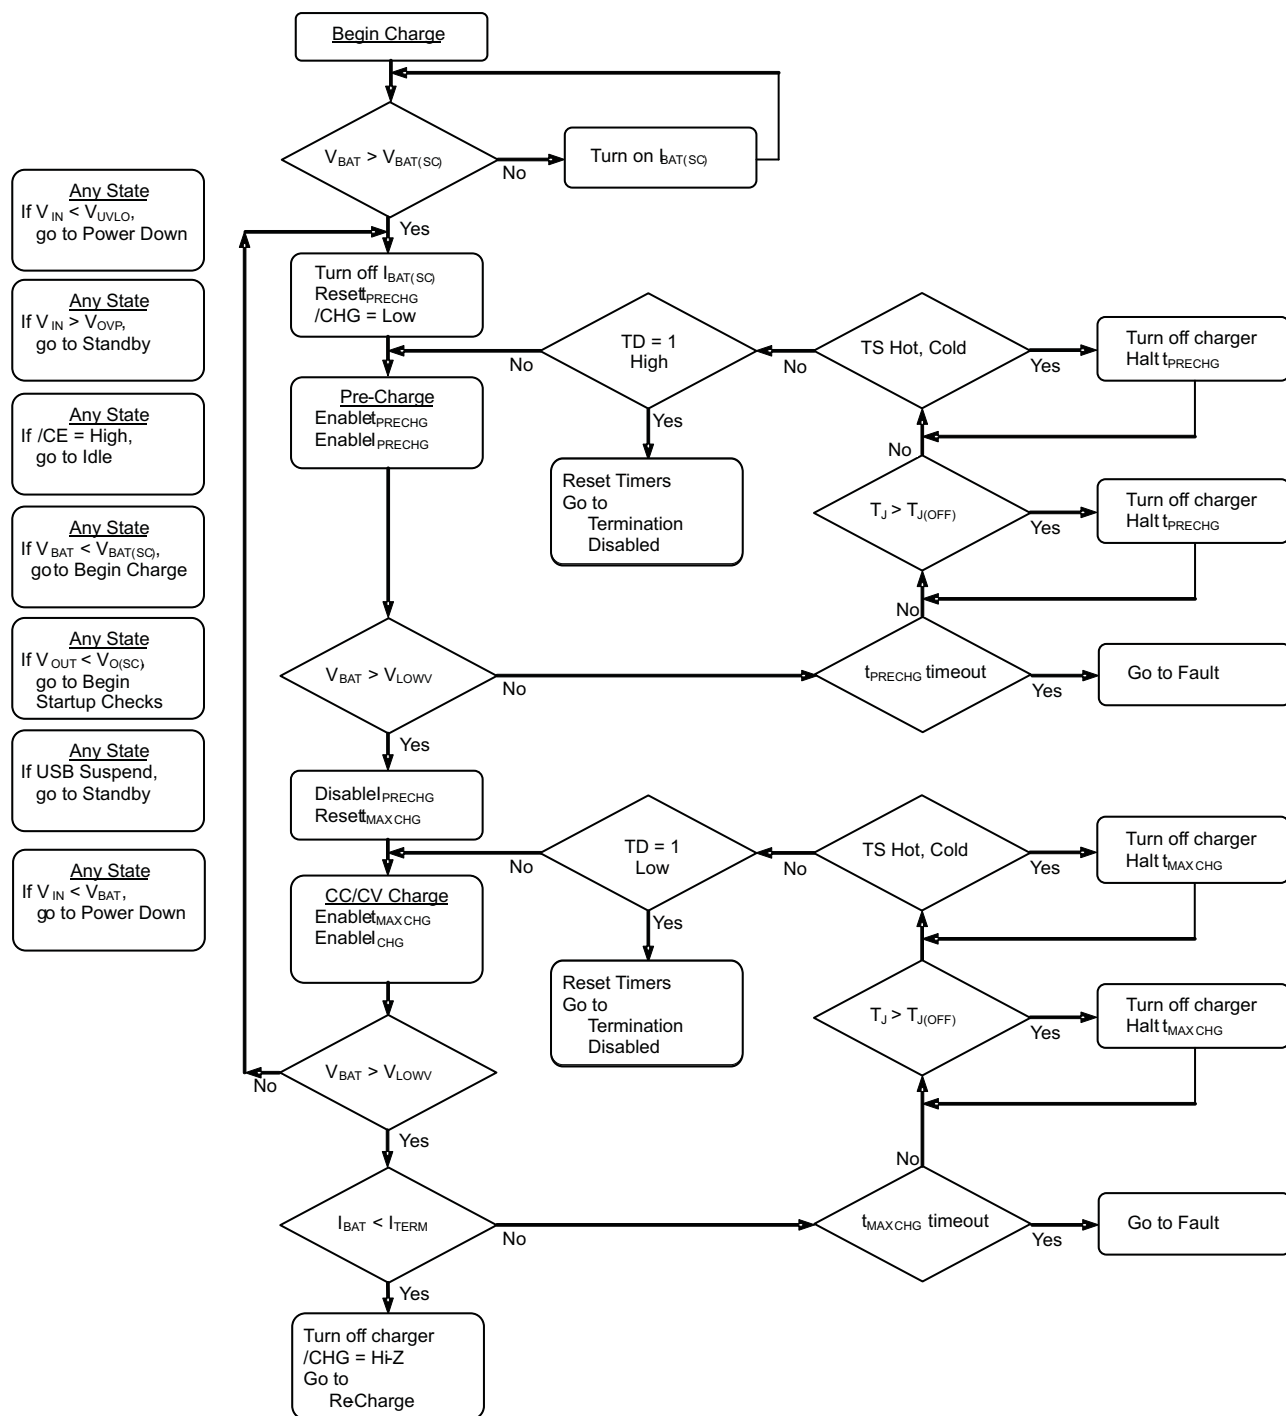 Begin Charge
VBAT > VBAT(SC)
No
Turn on IBAT(SC)
Yes
Any State
If VIN < VUVLO,
go to Power Down
Any State
If VIN > VOVP,
go to Standby
Any State
If /CE = High,
go to Idle
Any State
If VBAT < VBAT(SC),
go to Begin Charge
Any State
If VOUT < VO(SC),
go to Begin
Startup Checks
Any State
If USB Suspend,
go to Standby
Any State
If VIN < VBAT,
go to Power Down
Turn off IBAT(SC)
Reset tPRECHG
/CHG = Low
No
TD = 1
High
Yes
No
TS Hot, Cold
Yes
Turn off charger
Halt tPRECHG
Pre-Charge
Enable tPRECHG
Enable IPRECHG
Reset Timers
Go to
Termination
Disabled
No
TJ > TJ(OFF)
Yes
Turn off charger
Halt tPRECHG
No
VBAT > VLOWV
No
tPRECHG timeout
Yes
Go to Fault
Yes
Disable IPRECHG
Reset tMAXCHG
No
TD = 1
Low
Yes
No
TS Hot, Cold
Yes
Turn off charger
Halt tMAXCHG
CC/CV Charge
Enable tMAXCHG
Enable ICHG
Reset Timers
Go to
Termination
Disabled
TJ > TJ(OFF)
Yes
Turn off charger
Halt tMAXCHG
VBAT > VLOWV
No
Yes
No
IBAT < ITERM
No
tMAXCHG timeout
Yes
Go to Fault
Yes
Turn off charger
/CHG = Hi-Z
Go to
Re-Charge